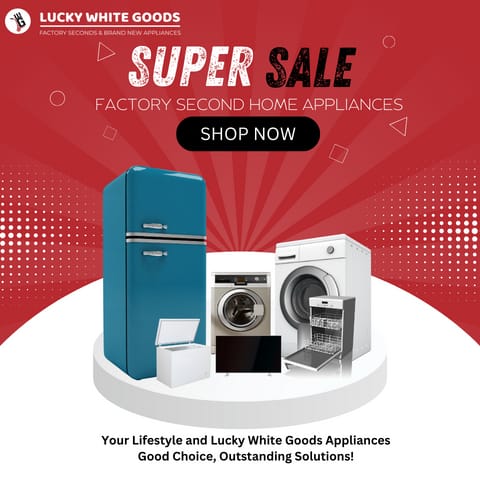 LUCKY WHITE GOODS
FACTORY SECONDS & BRAND NEW APPLIANCES
SUPER SALE
FACTORY SECOND HOME APPLIANCES
SHOP NOW
Your Lifestyle and Lucky White Goods Appliances
Good Choice, Outstanding Solutions!